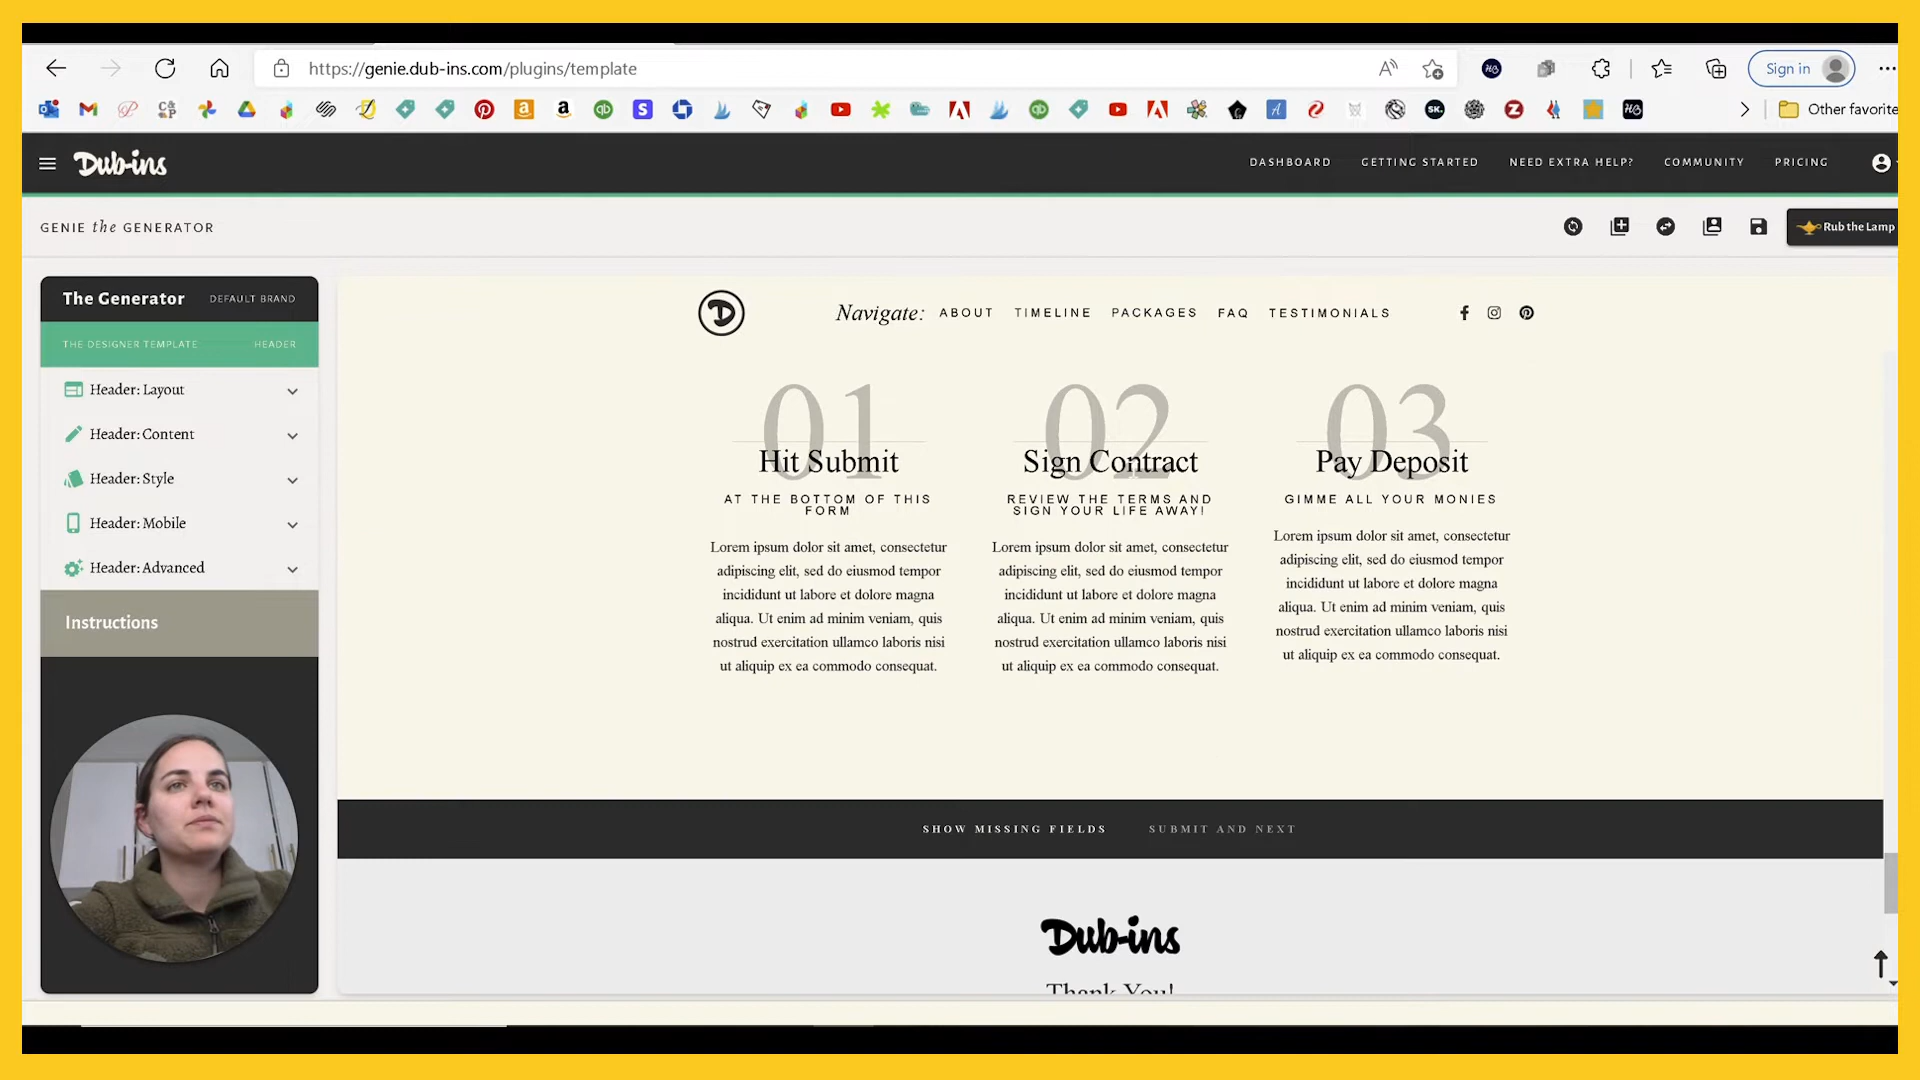 https://genie.dub-ins.com/plugins/template
Sign in
Other favorite
Dub-ins
DASHBOARD
GETTING STARTED
NEED EXTRA HELP?
COMMUNITY
PRICING
GENIE the GENERATOR
Rub the Lamp
The Generator
DEFAULT BRAND
THE DESIGNER TEMPLATE
HEADER
Header: Layout
Header: Content
Header: Style
Header: Mobile
Header: Advanced
Instructions
Navigate: ABOUT TIMELINE PACKAGES FAQ TESTIMONIALS
01
Hit Submit
AT THE BOTTOM OF THIS
FORM
Lorem ipsum dolor sit amet, consectetur
adipiscing elit, sed do eiusmod tempor
incididunt ut labore et dolore magna
aliqua. Ut enim ad minim veniam, quis
nostrud exercitation ullamco laboris nisi
ut aliquip ex ea commodo consequat.
02
Sign Contract
REVIEW THE TERMS AND
SIGN YOUR LIFE AWAY!
Lorem ipsum dolor sit amet, consectetur
adipiscing elit, sed do eiusmod tempor
incididunt ut labore et dolore magna
aliqua. Ut enim ad minim veniam, quis
nostrud exercitation ullamco laboris nisi
ut aliquip ex ea commodo consequat.
03
Pay Deposit
GIMME ALL YOUR MONIES
Lorem ipsum dolor sit amet, consectetur
adipiscing elit, sed do eiusmod tempor
incididunt ut labore et dolore magna
aliqua. Ut enim ad minim veniam, quis
nostrud exercitation ullamco laboris nisi
ut aliquip ex ea commodo consequat.
SHOW MISSING FIELDS
SUBMIT AND NEXT
Dub-ins
Thank You!